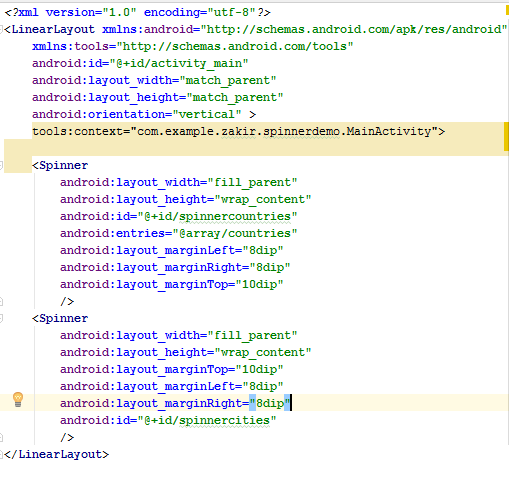 <?xml version="1.0" encoding="utf-8"?>
<LinearLayout xmlns:android="http://schemas.android.com/apk/res/android"
    xmlns:tools="http://schemas.android.com/tools"
    android:id="@+id/activity_main"
    android:layout_width="match_parent"
    android:layout_height="match_parent"
    android:orientation="vertical" >
    tools:context="com.example.zakir.spinnerdemo.MainActivity">

    <Spinner
        android:layout_width="fill_parent"
        android:layout_height="wrap_content"
        android:id="@+id/spinnercountries"
        android:entries="@array/countries"
        android:layout_marginLeft="8dip"
        android:layout_marginRight="8dip"
        android:layout_marginTop="10dip"
        />
    <Spinner
        android:layout_width="fill_parent"
        android:layout_height="wrap_content"
        android:layout_marginTop="10dip"
        android:layout_marginLeft="8dip"
        android:layout_marginRight="8dip"
        android:id="@+id/spinnercities"
        />
</LinearLayout>